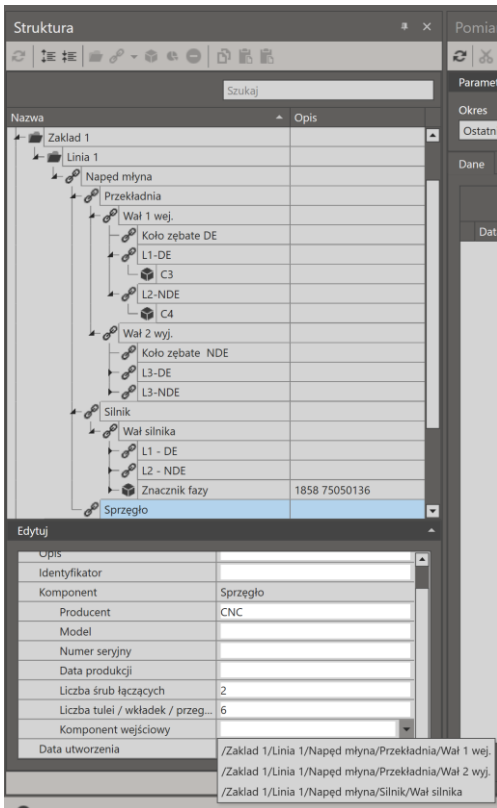 Struktura
Pomia
Szukaj
Parame
Nazwa
Opis
Okres
Zaklad 1
Ostatn
Linia 1
Napęd młyna
Dane
Przekładnia
Wał 1 wej.
Koło zębate DE
Dat
L1-DE
C3
L2-NDE
C4
Wał 2 wyj.
Koło zębate NDE
L3-DE
L3-NDE
Silnik
Wał silnika
L1 - DE
L2 - NDE
Znacznik fazy 1858 75050136
Sprzęgło
Edytuj
Opis
Identyfikator
Komponent Sprzęgło
Producent CNC
Model
Numer seryjny
Data produkcji
Liczba śrub łączących 2
Liczba tulei / wkładek / przeg... 6
Komponent wejściowy
Data utworzenia
/Zaklad 1/Linia 1/Napęd młyna/Przekładnia/Wał 1 wej.
/Zaklad 1/Linia 1/Napęd młyna/Przekładnia/Wał 2 wyj.
/Zaklad 1/Linia 1/Napęd młyna/Silnik/Wał silnika